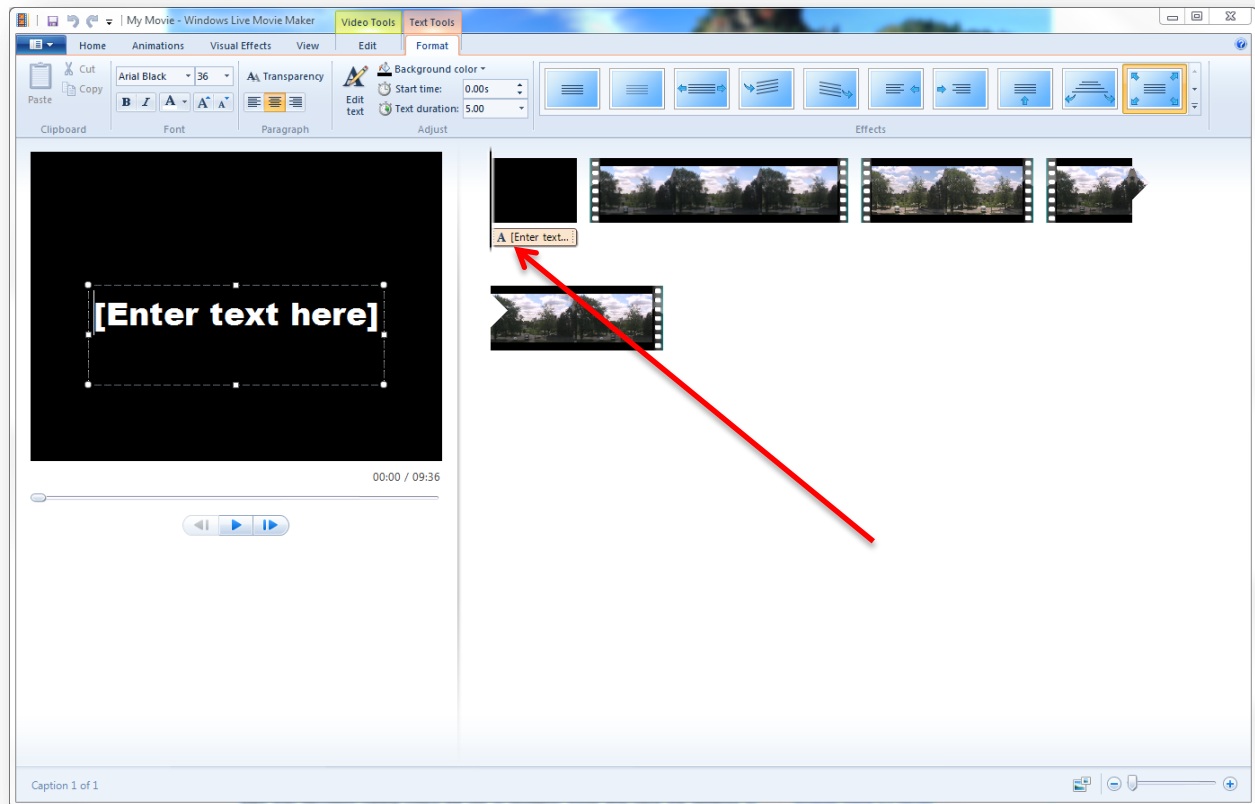 My Movie - Windows Live Movie Maker
Video Tools
Text Tools
Home
Animations
Visual Effects
View
Edit
Format
Paste
Cut
Copy
Clipboard
Arial Black
36
B I A A A
Font
AA Transparency
Paragraph
Edit text
Background color
Start time: 0.00s
Text duration: 5.00
Adjust
Effects
[Enter text here]
00:00 / 09:36
A [Enter text...
Caption 1 of 1